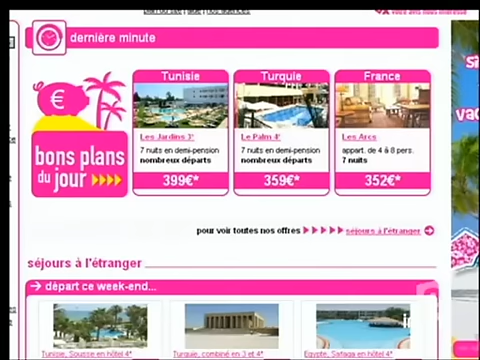 dernière minute
Tunisie
Turquie
France
€
Les Jardins 3*
Le Palm 4*
Les Arcs
7 nuits en demi-pension
7 nuits en demi-pension
appart. de 4 à 8 pers.
nombreux départs
nombreux départs
7 nuits
bons plans
du jour
399€*
359€*
352€*
pour voir toutes nos offres séjours à l'étranger
séjours à l'étranger
départ ce week-end...
Tunisie, Sousse en hôtel 4*
Turquie, combiné en 3 et 4*
Egypte, Safaga en hôtel 4*